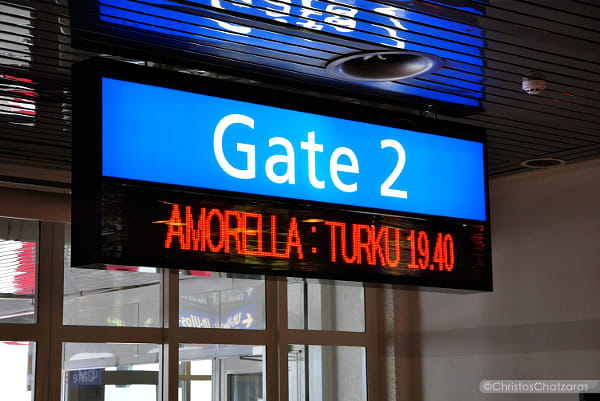 Gate 2
AMORELLA : TURKU 19.40
©ChristosChatzaras